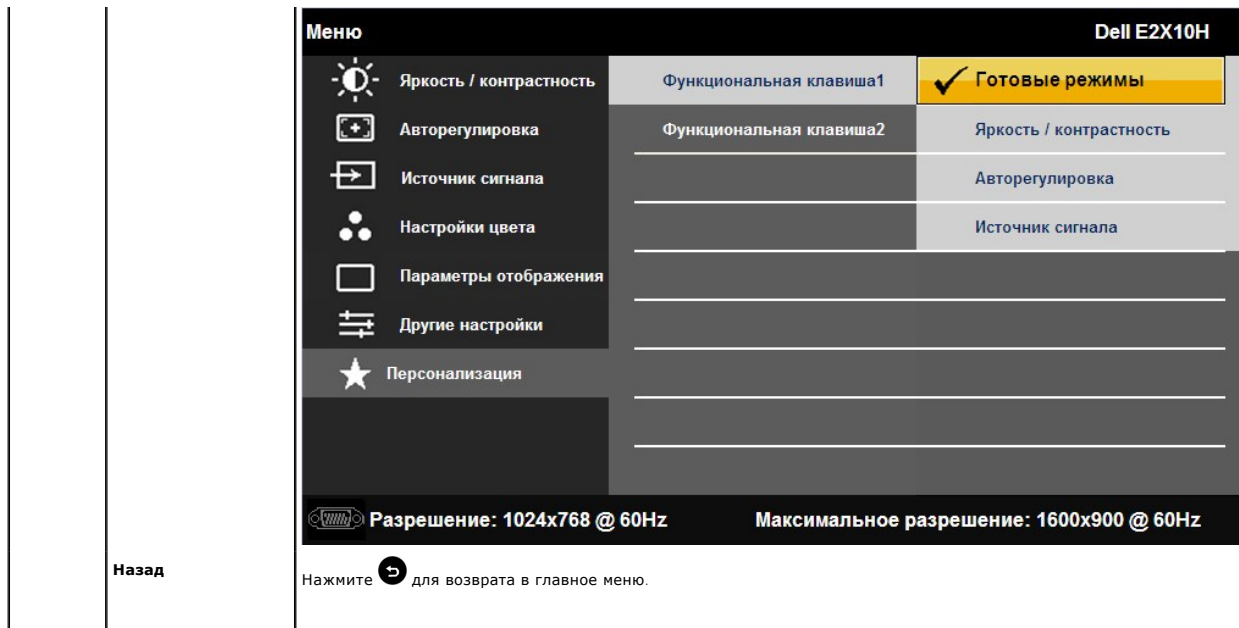 Меню Dell E2X10H
Яркость / контрастность Функциональная клавиша1 Готовые режимы
Авторегулировка Функциональная клавиша2 Яркость / контрастность
Источник сигнала Авторегулировка
Настройки цвета Источник сигнала
Параметры отображения
Другие настройки
Персонализация
Разрешение: 1024x768 @ 60Hz Максимальное разрешение: 1600x900 @ 60Hz
Назад Нажмите для возврата в главное меню.